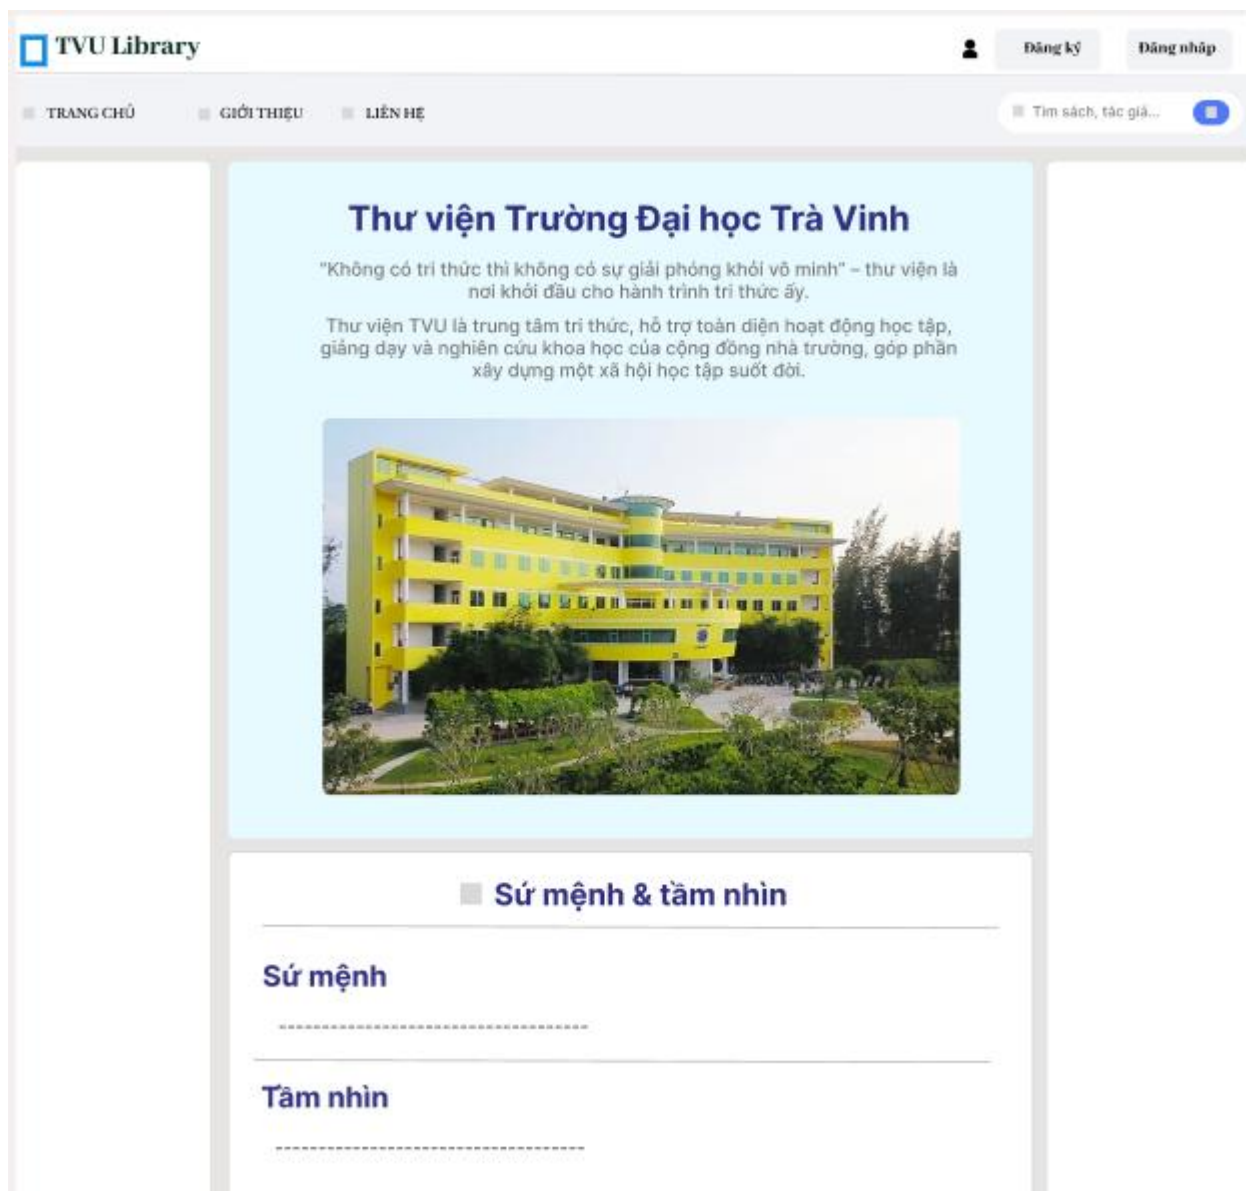 TVU Library
Đăng ký
Đăng nhập
TRANG CHỦ
GIỚI THIỆU
LIÊN HỆ
Tìm sách, tác giả...
Thư viện Trường Đại học Trà Vinh
"Không có tri thức thì không có sự giải phóng khỏi vô minh" – thư viện là
nơi khởi đầu cho hành trình tri thức ấy.
Thư viện TVU là trung tâm tri thức, hỗ trợ toàn diện hoạt động học tập,
giảng dạy và nghiên cứu khoa học của cộng đồng nhà trường, góp phần
xây dựng một xã hội học tập suốt đời.
Sứ mệnh & tầm nhìn
Sứ mệnh
------------------------------------
Tầm nhìn
------------------------------------